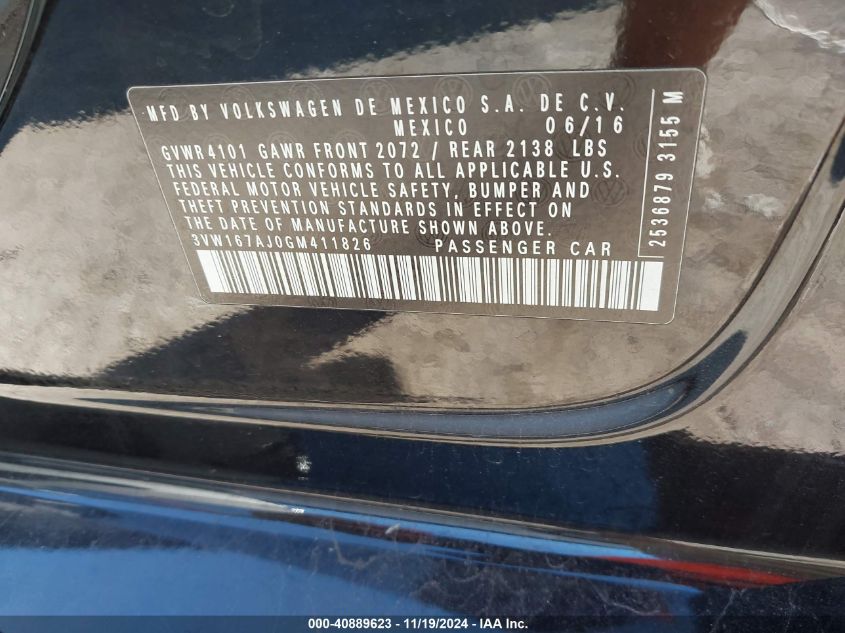 MFD BY VOLKSWAGEN DE MEXICO S.A. DE C.V.
MEXICO 06/16
GVWR4101 GAWR FRONT 2072 / REAR 2138 LBS
THIS VEHICLE CONFORMS TO ALL APPLICABLE U.S.
FEDERAL MOTOR VEHICLE SAFETY, BUMPER AND
THEFT PREVENTION STANDARDS IN EFFECT ON
THE DATE OF MANUFACTURE SHOWN ABOVE.
3VW167AJ0GM411826 PASSENGER CAR
2536879 3155 M
000-40889623 - 11/19/2024 - IAA Inc.